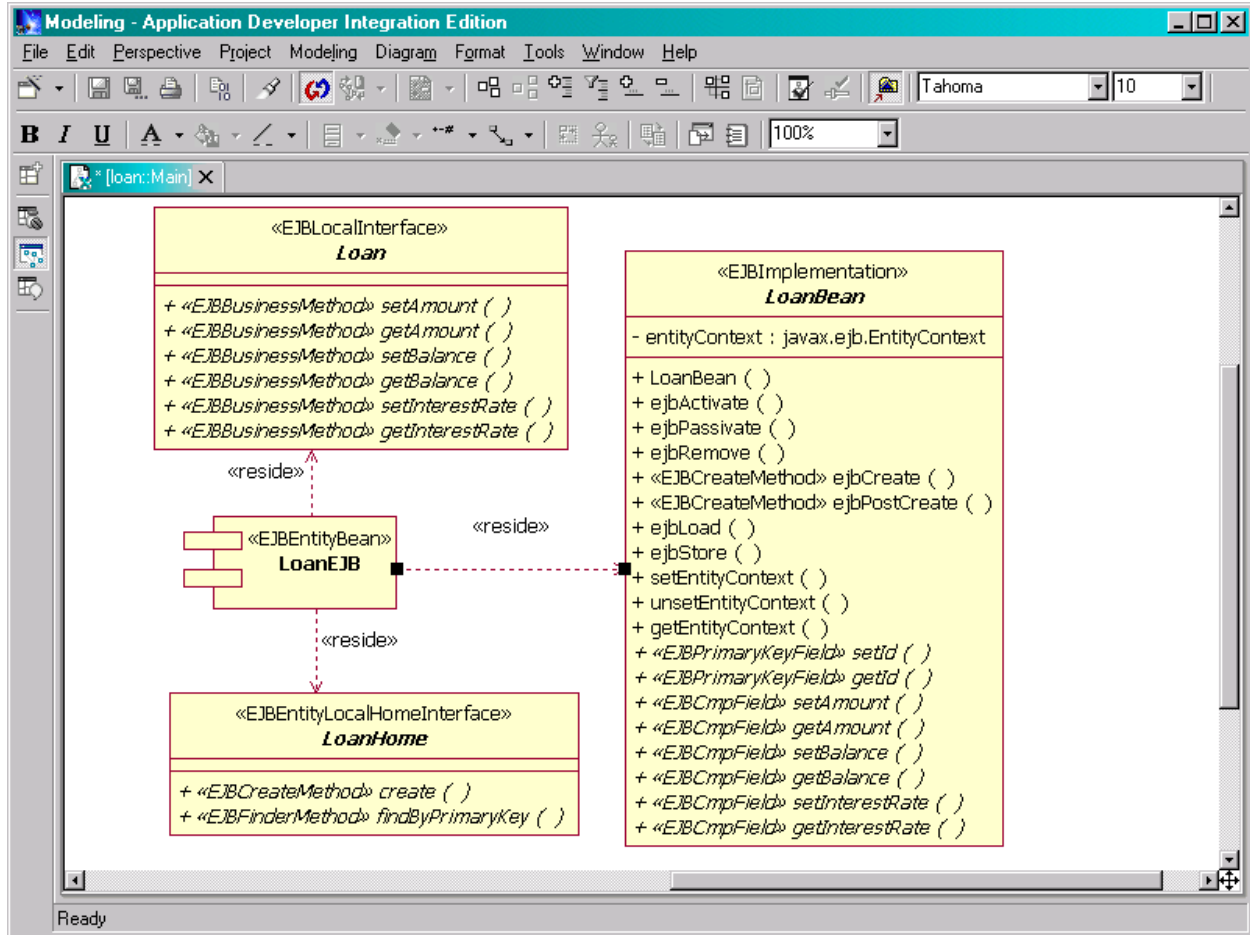 Modeling - Application Developer Integration Edition
File Edit Perspective Project Modeling Diagram Format Tools Window Help
Tahoma 10
B I U A 100%
* [loan::Main]
«EJBLocalInterface»
Loan
+ «EJBBusinessMethod» setAmount ( )
+ «EJBBusinessMethod» getAmount ( )
+ «EJBBusinessMethod» setBalance ( )
+ «EJBBusinessMethod» getBalance ( )
+ «EJBBusinessMethod» setInterestRate ( )
+ «EJBBusinessMethod» getInterestRate ( )
«reside»
«EJBEntityBean»
LoanEJB
«reside»
«reside»
«EJBEntityLocalHomeInterface»
LoanHome
+ «EJBCreateMethod» create ( )
+ «EJBFinderMethod» findByPrimaryKey ( )
«EJBImplementation»
LoanBean
- entityContext : javax.ejb.EntityContext
+ LoanBean ( )
+ ejbActivate ( )
+ ejbPassivate ( )
+ ejbRemove ( )
+ «EJBCreateMethod» ejbCreate ( )
+ «EJBCreateMethod» ejbPostCreate ( )
+ ejbLoad ( )
+ ejbStore ( )
+ setEntityContext ( )
+ unsetEntityContext ( )
+ getEntityContext ( )
+ «EJBPrimaryKeyField» setId ( )
+ «EJBPrimaryKeyField» getId ( )
+ «EJBCmpField» setAmount ( )
+ «EJBCmpField» getAmount ( )
+ «EJBCmpField» setBalance ( )
+ «EJBCmpField» getBalance ( )
+ «EJBCmpField» setInterestRate ( )
+ «EJBCmpField» getInterestRate ( )
Ready